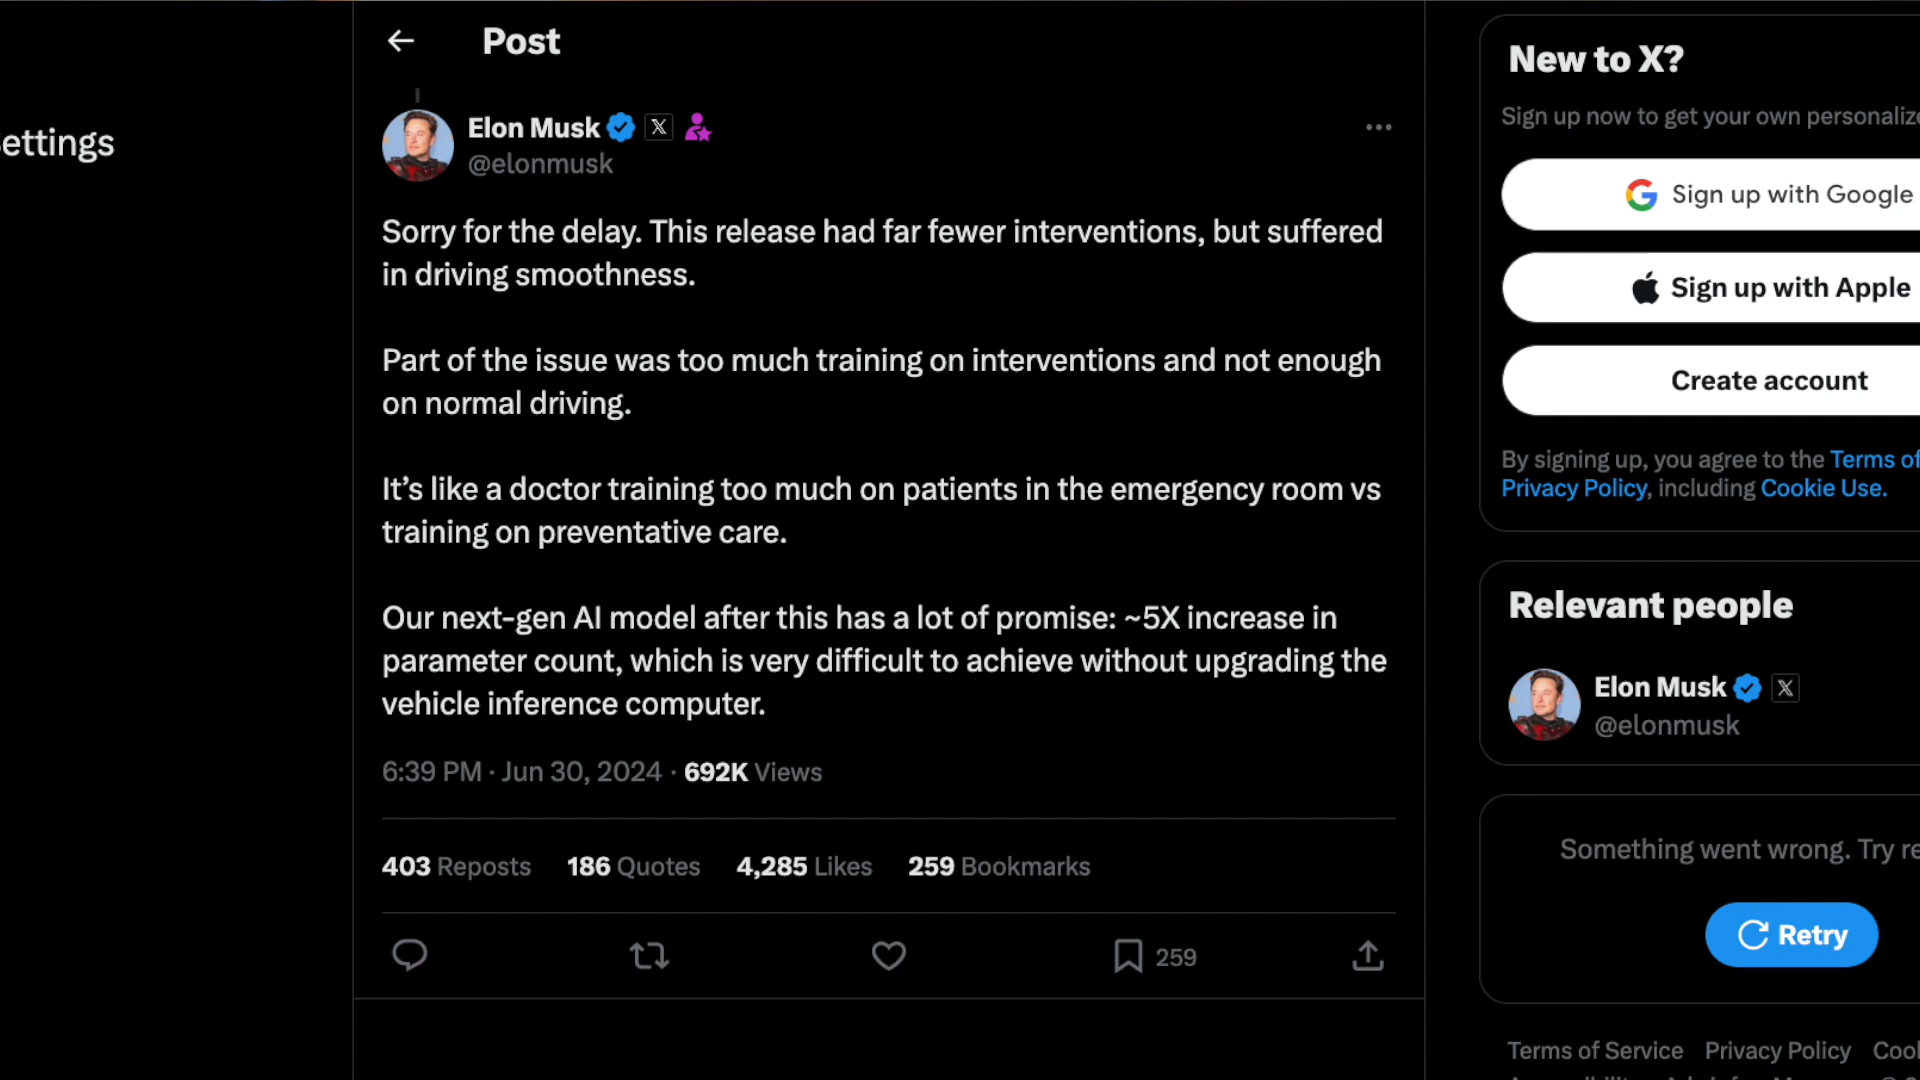 Post
ettings
Elon Musk
@elonmusk
Sorry for the delay. This release had far fewer interventions, but suffered
in driving smoothness.
Part of the issue was too much training on interventions and not enough
on normal driving.
It’s like a doctor training too much on patients in the emergency room vs
training on preventative care.
Our next-gen AI model after this has a lot of promise: ~5X increase in
parameter count, which is very difficult to achieve without upgrading the
vehicle inference computer.
6:39 PM · Jun 30, 2024 · 692K Views
403 Reposts 186 Quotes 4,285 Likes 259 Bookmarks
259
New to X?
Sign up now to get your own personalize
Sign up with Google
Sign up with Apple
Create account
By signing up, you agree to the Terms of
Privacy Policy, including Cookie Use.
Relevant people
Elon Musk
@elonmusk
Something went wrong. Try re
Retry
Terms of Service Privacy Policy Cool